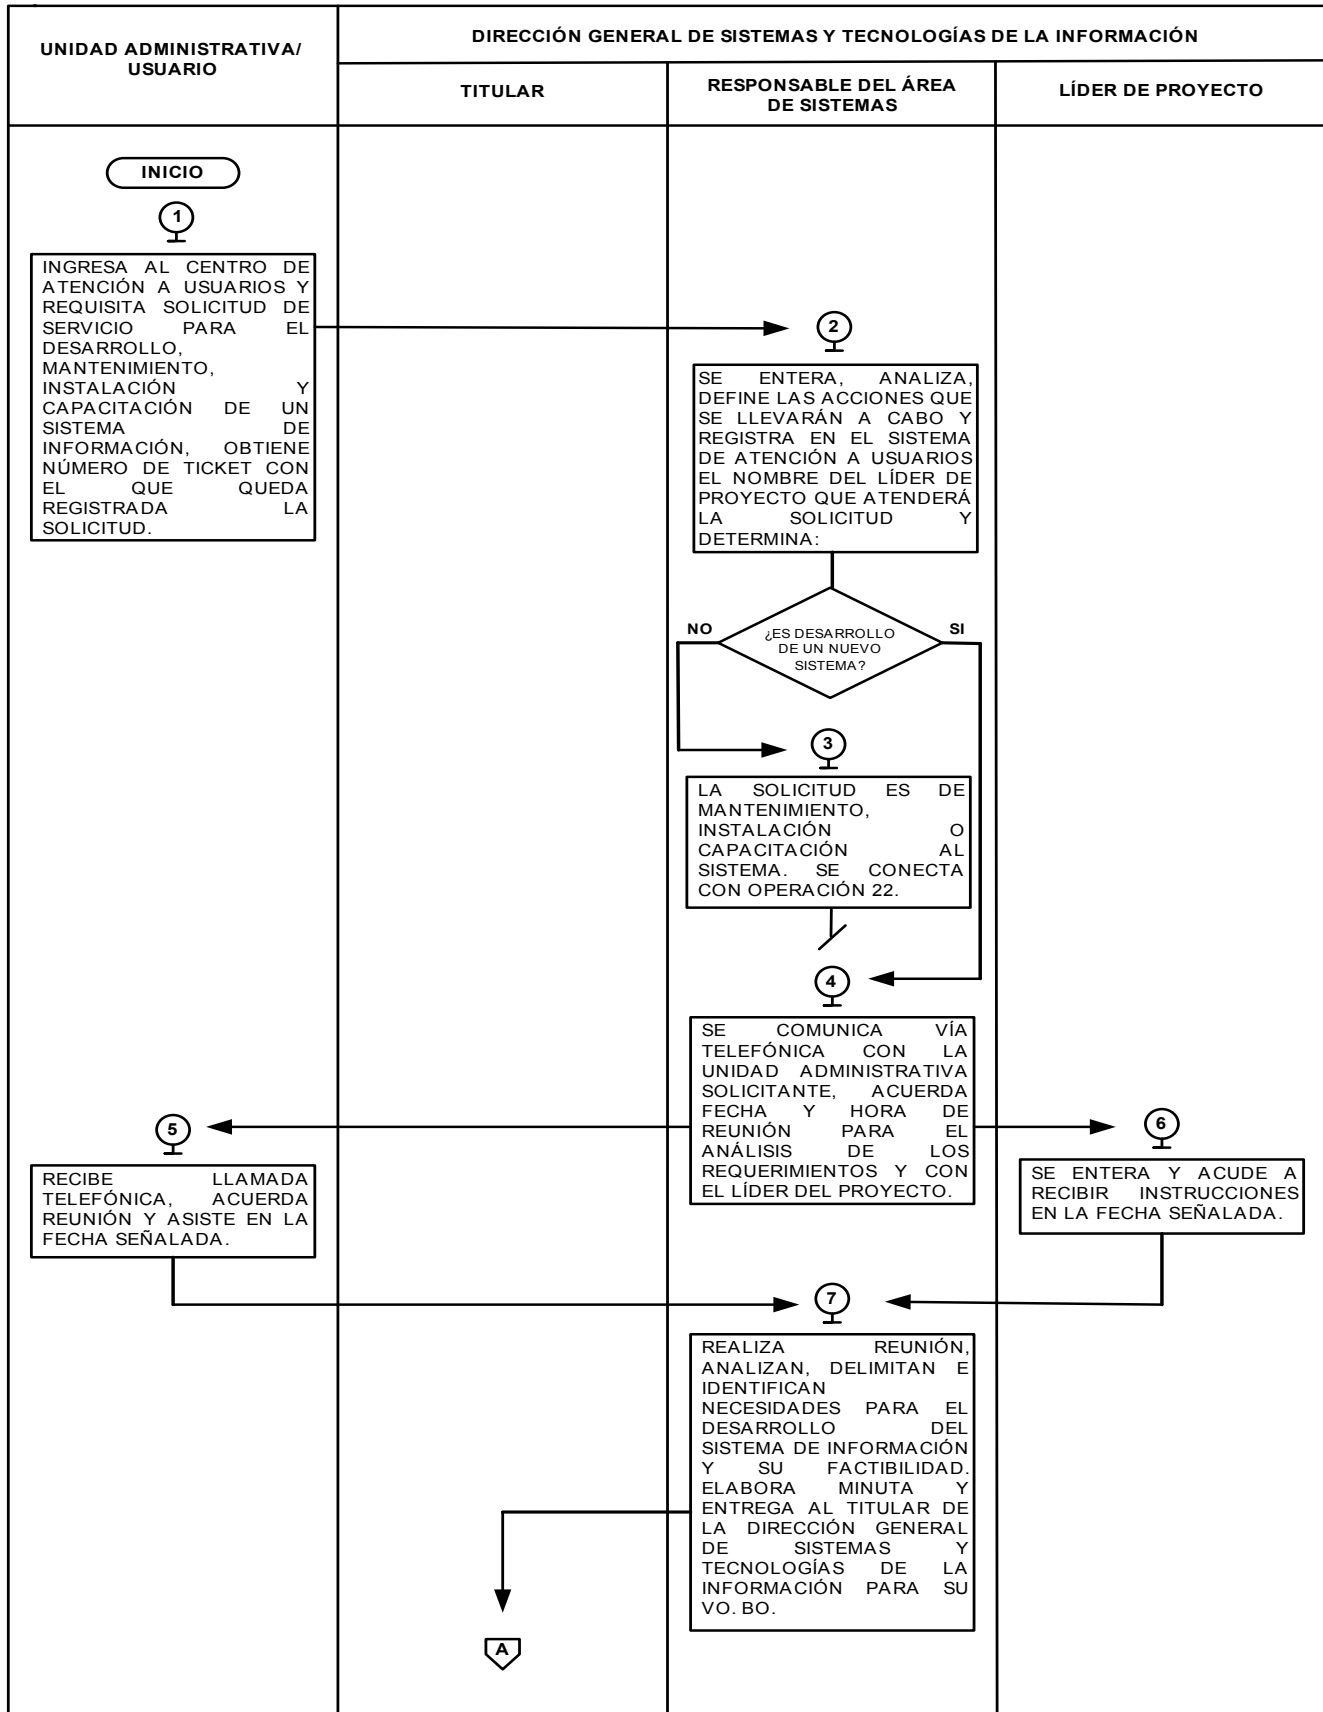 UNIDAD ADMINISTRATIVA/
USUARIO
DIRECCIÓN GENERAL DE SISTEMAS Y TECNOLOGÍAS DE LA INFORMACIÓN
TITULAR
RESPONSABLE DEL ÁREA
DE SISTEMAS
LÍDER DE PROYECTO
INICIO
1
INGRESA AL CENTRO DE
ATENCIÓN A USUARIOS Y
REQUISITA SOLICITUD DE
SERVICIO PARA EL
DESARROLLO,
MANTENIMIENTO,
INSTALACIÓN Y
CAPACITACIÓN DE UN
SISTEMA DE
INFORMACIÓN, OBTIENE
NÚMERO DE TICKET CON
EL QUE QUEDA
REGISTRADA LA
SOLICITUD.
2
SE ENTERA, ANALIZA,
DEFINE LAS ACCIONES QUE
SE LLEVARÁN A CABO Y
REGISTRA EN EL SISTEMA
DE ATENCIÓN A USUARIOS
EL NOMBRE DEL LÍDER DE
PROYECTO QUE ATENDERÁ
LA SOLICITUD Y
DETERMINA:
NO
¿ES DESARROLLO
DE UN NUEVO
SISTEMA?
SI
3
LA SOLICITUD ES DE
MANTENIMIENTO,
INSTALACIÓN O
CAPACITACIÓN AL
SISTEMA. SE CONECTA
CON OPERACIÓN 22.
4
SE COMUNICA VÍA
TELEFÓNICA CON LA
UNIDAD ADMINISTRATIVA
SOLICITANTE, ACUERDA
FECHA Y HORA DE
REUNIÓN PARA EL
ANÁLISIS DE LOS
REQUERIMIENTOS Y CON
EL LÍDER DEL PROYECTO.
5
RECIBE LLAMADA
TELEFÓNICA, ACUERDA
REUNIÓN Y ASISTE EN LA
FECHA SEÑALADA.
6
SE ENTERA Y ACUDE A
RECIBIR INSTRUCCIONES
EN LA FECHA SEÑALADA.
7
REALIZA REUNIÓN,
ANALIZAN, DELIMITAN E
IDENTIFICAN
NECESIDADES PARA EL
DESARROLLO DEL
SISTEMA DE INFORMACIÓN
Y SU FACTIBILIDAD.
ELABORA MINUTA Y
ENTREGA AL TITULAR DE
LA DIRECCIÓN GENERAL
DE SISTEMAS Y
TECNOLOGÍAS DE LA
INFORMACIÓN PARA SU
VO. BO.
A